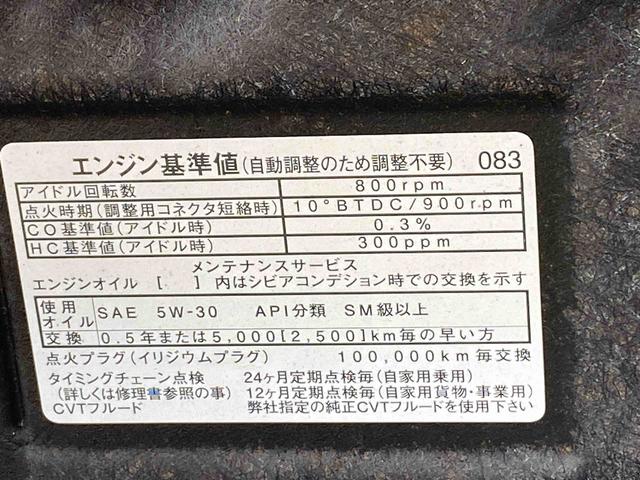 エンジン基準値(自動調整のため調整不要) 083
アイドル回転数 800rpm
点火時期(調整用コネクタ短絡時) 10°BTDC/900rpm
CO基準値(アイドル時) 0.3%
HC基準値(アイドル時) 300ppm
メンテナンスサービス
エンジンオイル [ . ] 内はシビアコンデション時での交換を示す
使用オイル SAE 5W-30 API分類 SM級以上
交換 0.5年または5,000[2,500]km毎の早い方
点火プラグ(イリジウムプラグ) 100,000km毎交換
タイミングチェーン点検 24ヶ月定期点検毎(自家用乗用)
(詳しくは修理書参照の事) 12ヶ月定期点検毎(自家用貨物・事業用)
CVTフルード 弊社指定の純正CVTフルードを使用下さい